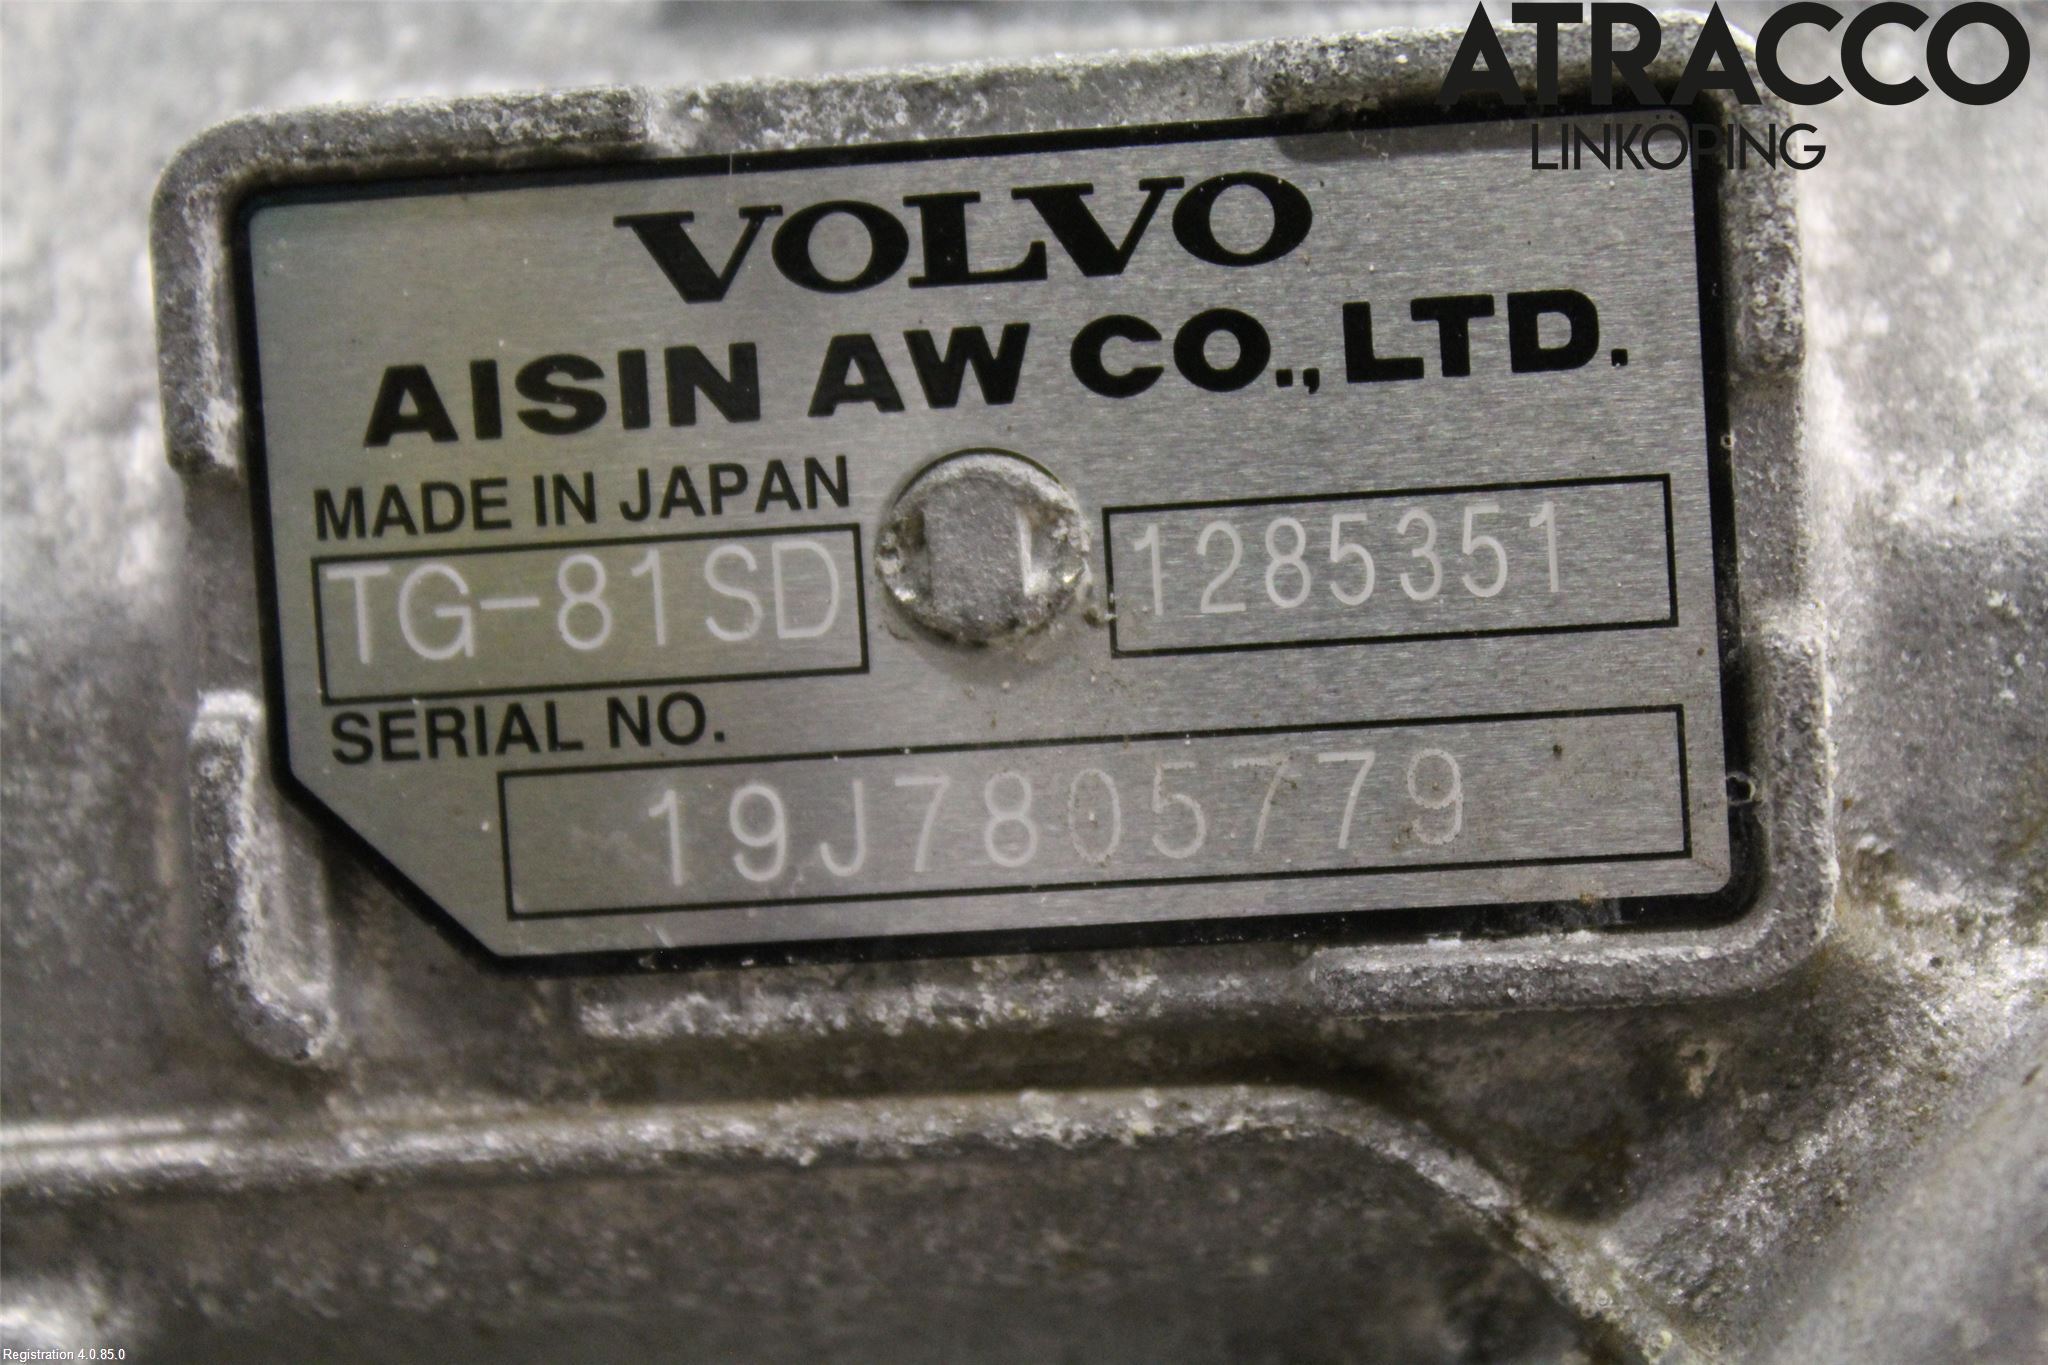 ATRACCO
LINKÖPING
VOLVO
AISIN AW CO.,LTD.
MADE IN JAPAN
TG-81SD 1285351
SERIAL NO.
19J7805779
Registration 4.0.85.0